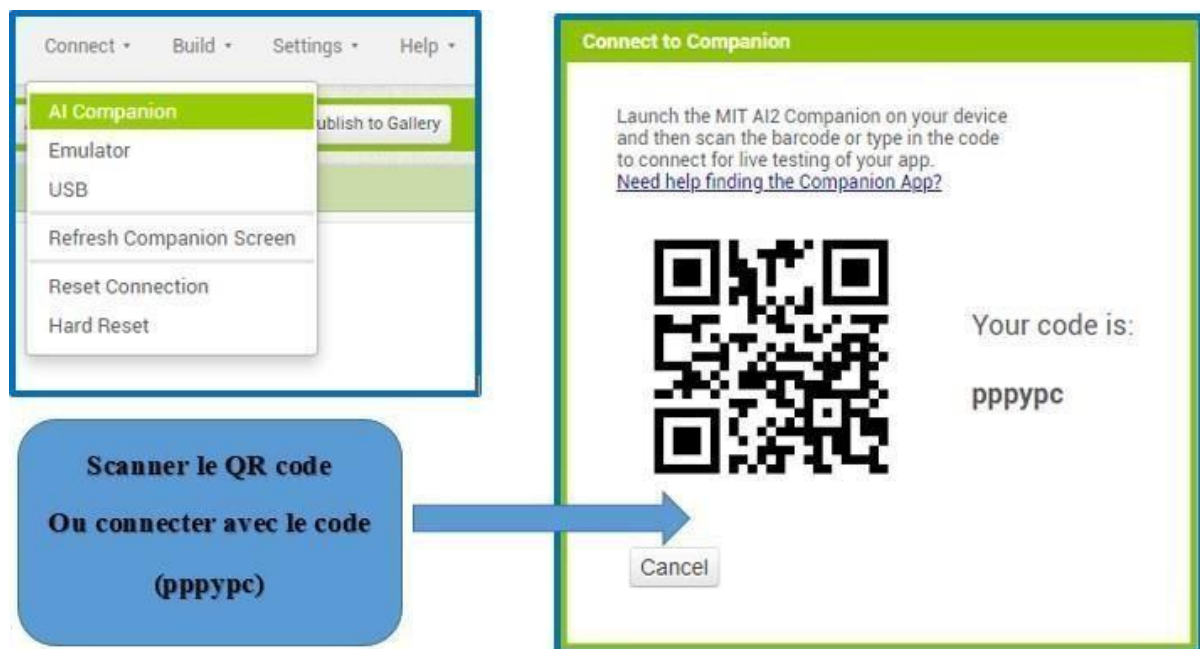 Connect ▾ Build ▾ Settings ▾ Help ▾
AI Companion
ublish to Gallery
Emulator
USB
Refresh Companion Screen
Reset Connection
Hard Reset
Scanner le QR code
Ou connecter avec le code
(pppypc)
Connect to Companion
Launch the MIT AI2 Companion on your device
and then scan the barcode or type in the code
to connect for live testing of your app.
Need help finding the Companion App?
Your code is:
pppypc
Cancel